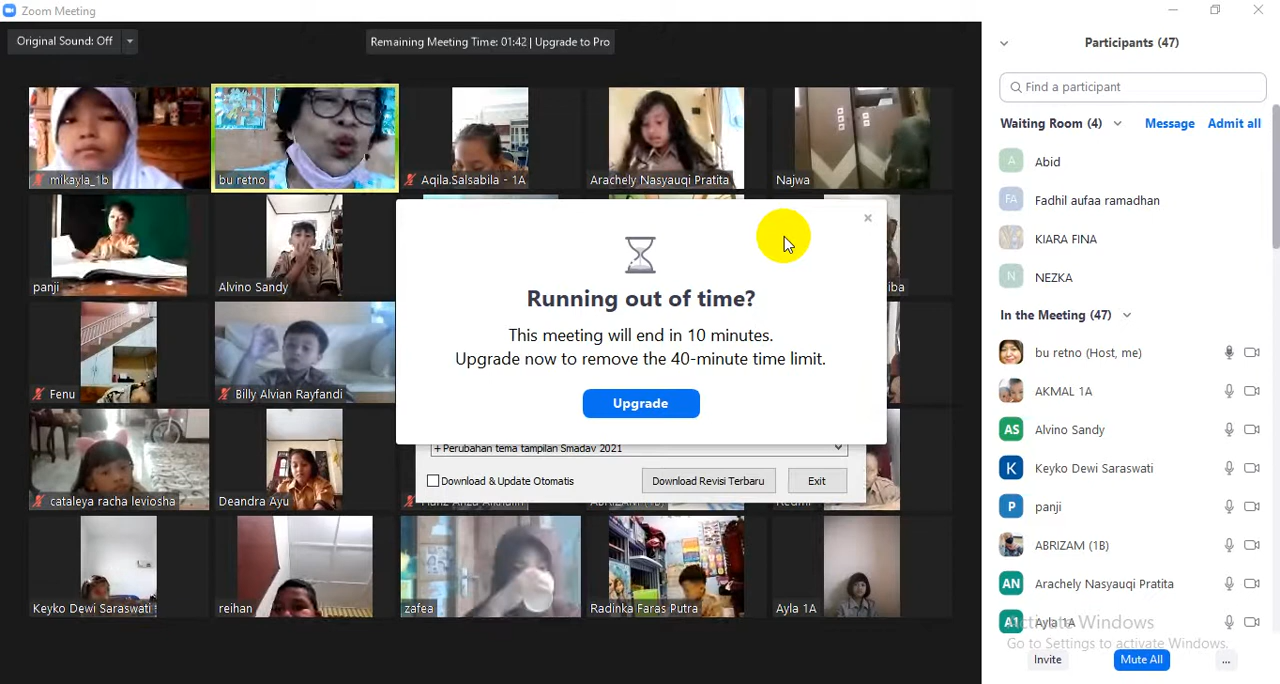 Zoom Meeting
Original Sound: Off
Remaining Meeting Time: 01:42 | Upgrade to Pro
mikayla_1b
bu retno
Aqila.Salsabila - 1A
Arachely Nasyauqi Pratita
Najwa
panji
Alvino Sandy
iba
Fenu
Billy Alvian Rayfandi
cataleya racha leviosha
Deandra Ayu
Keyko Dewi Saraswati
reihan
zafea
Radinka Faras Putra
Ayla 1A
Running out of time?
This meeting will end in 10 minutes.
Upgrade now to remove the 40-minute time limit.
Upgrade
+ Perubahan tema tampilan Smadav 2021
Download & Update Otomatis
Download Revisi Terbaru
Exit
Participants (47)
Find a participant
Waiting Room (4)
Message
Admit all
A
Abid
FA
Fadhil aufaa ramadhan
KIARA FINA
N
NEZKA
In the Meeting (47)
bu retno (Host, me)
AKMAL 1A
AS
Alvino Sandy
K
Keyko Dewi Saraswati
P
panji
ABRIZAM (1B)
AN
Arachely Nasyauqi Pratita
A1
Ayla 1A
Activate Windows
Go to Settings to activate Windows.
Invite
Mute All
...